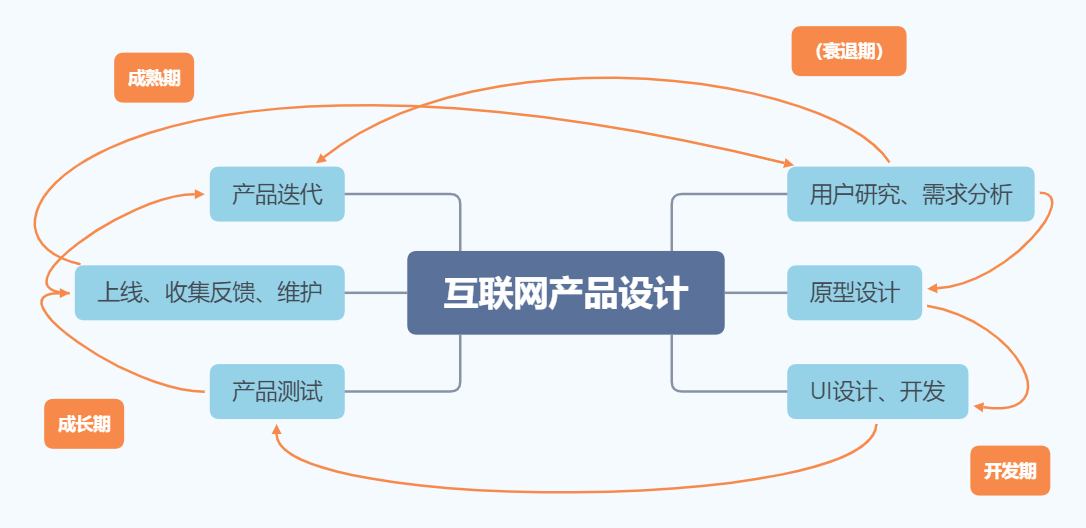 （衰退期）
成熟期
产品迭代
用户研究、需求分析
上线、收集反馈、维护
互联网产品设计
原型设计
产品测试
UI设计、开发
成长期
开发期